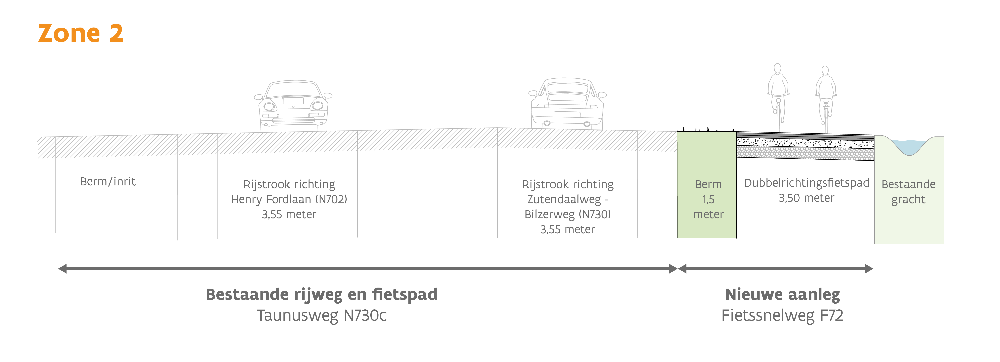 Zone 2
Berm/inrit
Rijstrook richting
Henry Fordlaan (N702)
3,55 meter
Rijstrook richting
Zutendaalweg -
Bilzerweg (N730)
3,55 meter
Berm
1,5
meter
Dubbelrichtingsfietspad
3,50 meter
Bestaande
gracht
Bestaande rijweg en fietspad
Taunusweg N730c
Nieuwe aanleg
Fietssnelweg F72